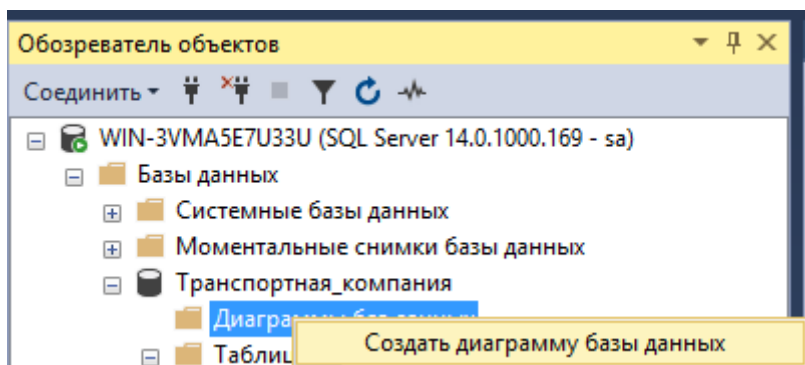 Обозреватель объектов
Соединить
WIN-3VMA5E7U33U (SQL Server 14.0.1000.169 - sa)
Базы данных
Системные базы данных
Моментальные снимки базы данных
Транспортная_компания
Создать диаграмму базы данных